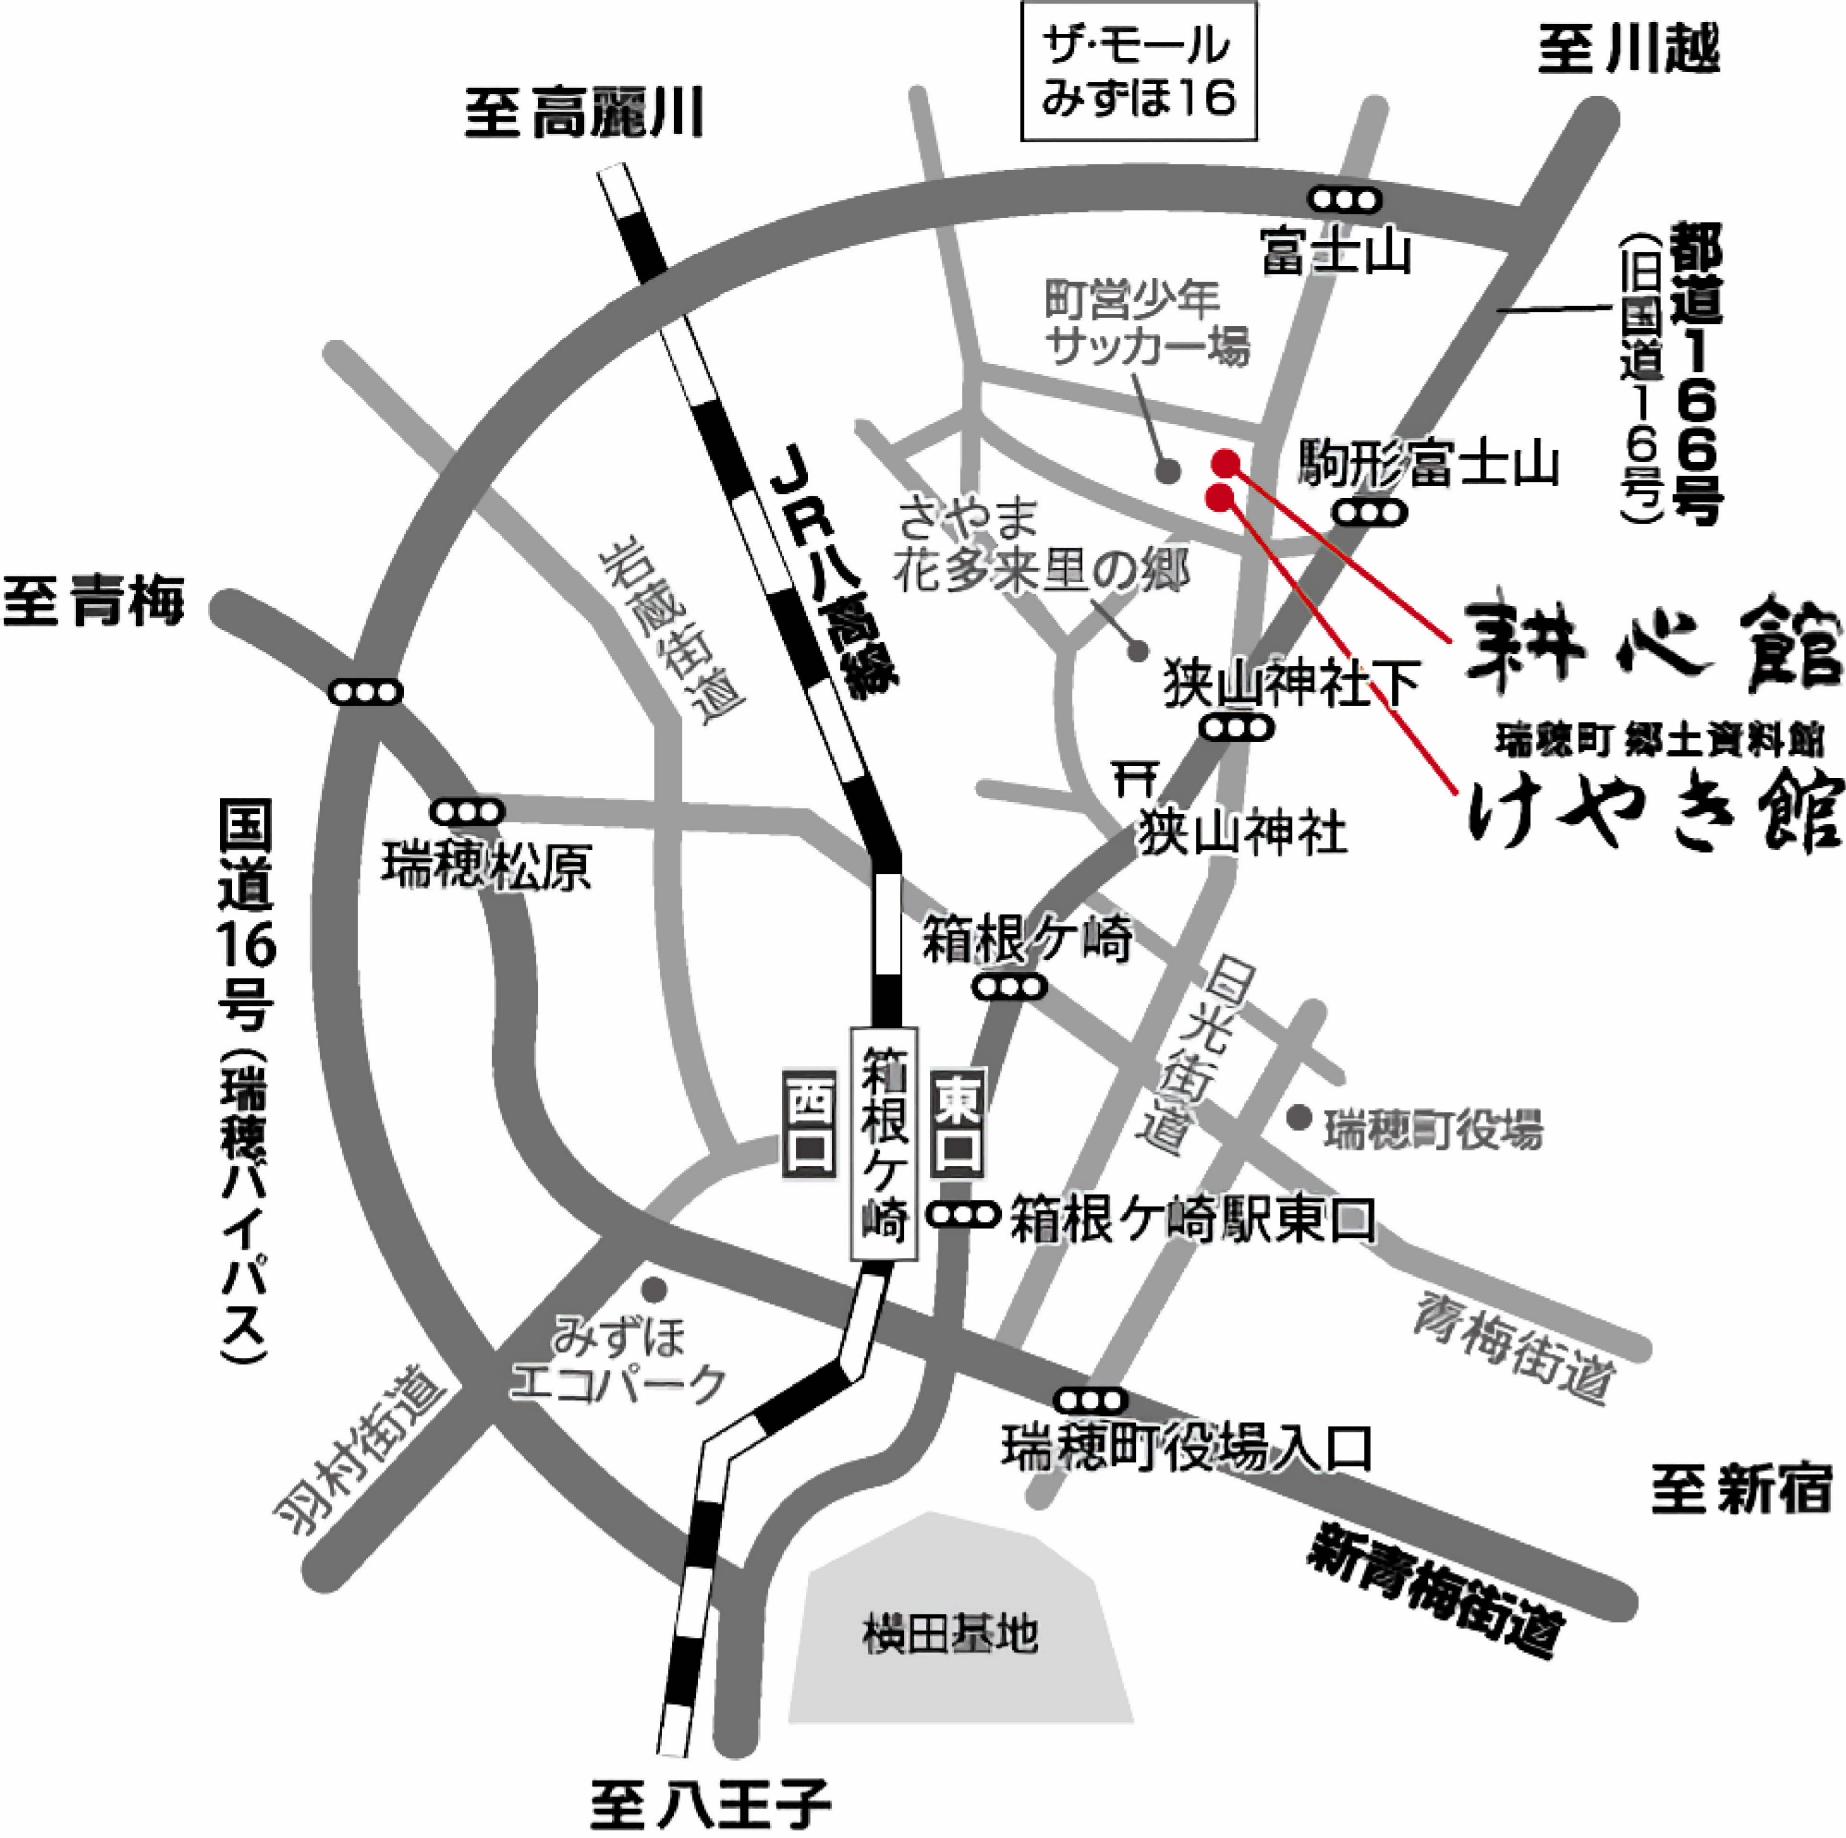 ザ・モール
みずほ16
至川越
至高麗川
富士山
都道166号
(旧国道16号)
町営少年
サッカー場
駒形富士山
JR八高線
さやま
花多来里の郷
岩蔵街道
至青梅
耕心館
狭山神社下
瑞穂町 郷土資料館
けやき館
狭山神社
瑞穂松原
国道16号(瑞穂バイパス)
箱根ケ崎
日光街道
西口
箱根ケ崎
東口
瑞穂町役場
箱根ケ崎駅東口
みずほ
エコパーク
青梅街道
羽村街道
瑞穂町役場入口
至新宿
新青梅街道
横田基地
至八王子